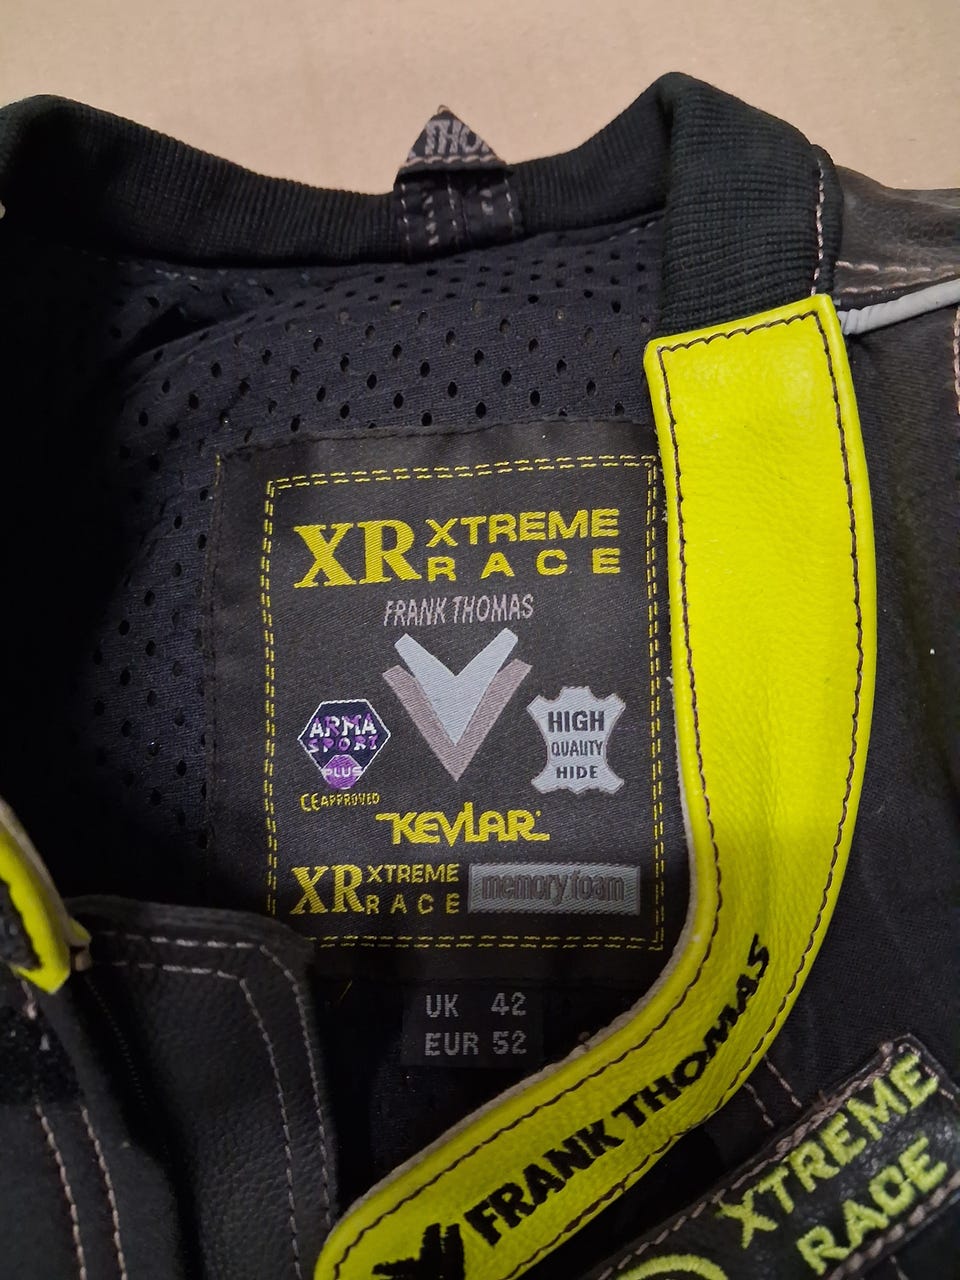 THO
XR XTREME
RACE
FRANK THOMAS
ARMA
SPORT
PLUS
CE APPROVED
HIGH
QUALITY
HIDE
KEVLAR
XR XTREME
RACE
memory foam
UK 42
EUR 52
FRANK THOMAS
XTREME
RACE